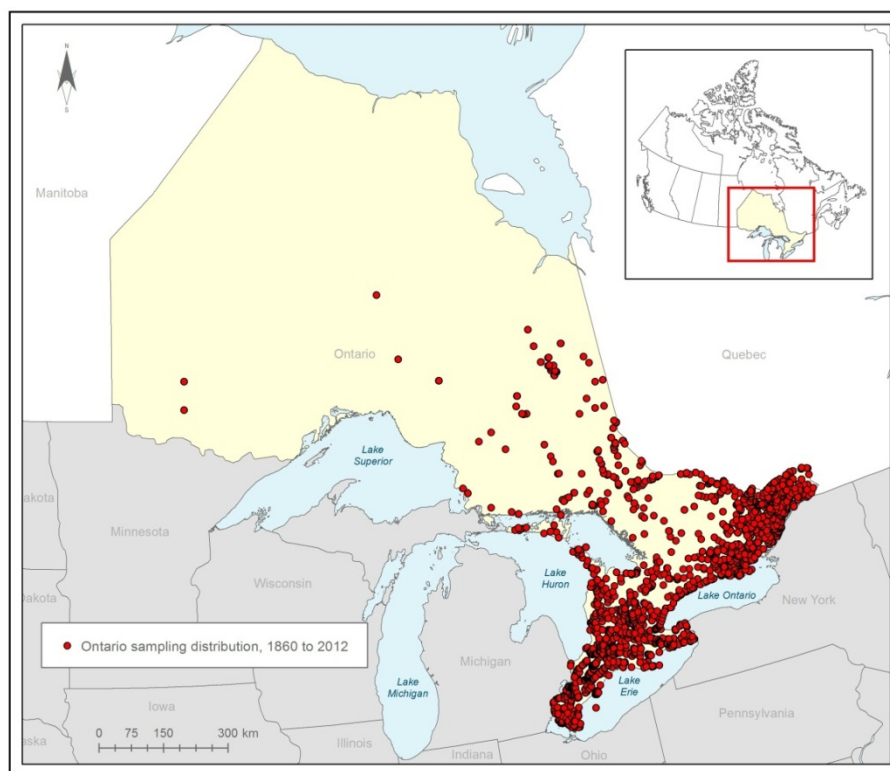 N
S
Manitoba
Ontario
Quebec
Lake
Superior
akota
Minnesota
Lake
Huron
Wisconsin
Lake Ontario
New York
Dakota
Ontario sampling distribution, 1860 to 2012
Michigan
Lake
Michigan
Lake
Erie
Iowa
Pennsylvania
0 75 150 300 km
aska
Illinois
Indiana
Ohio